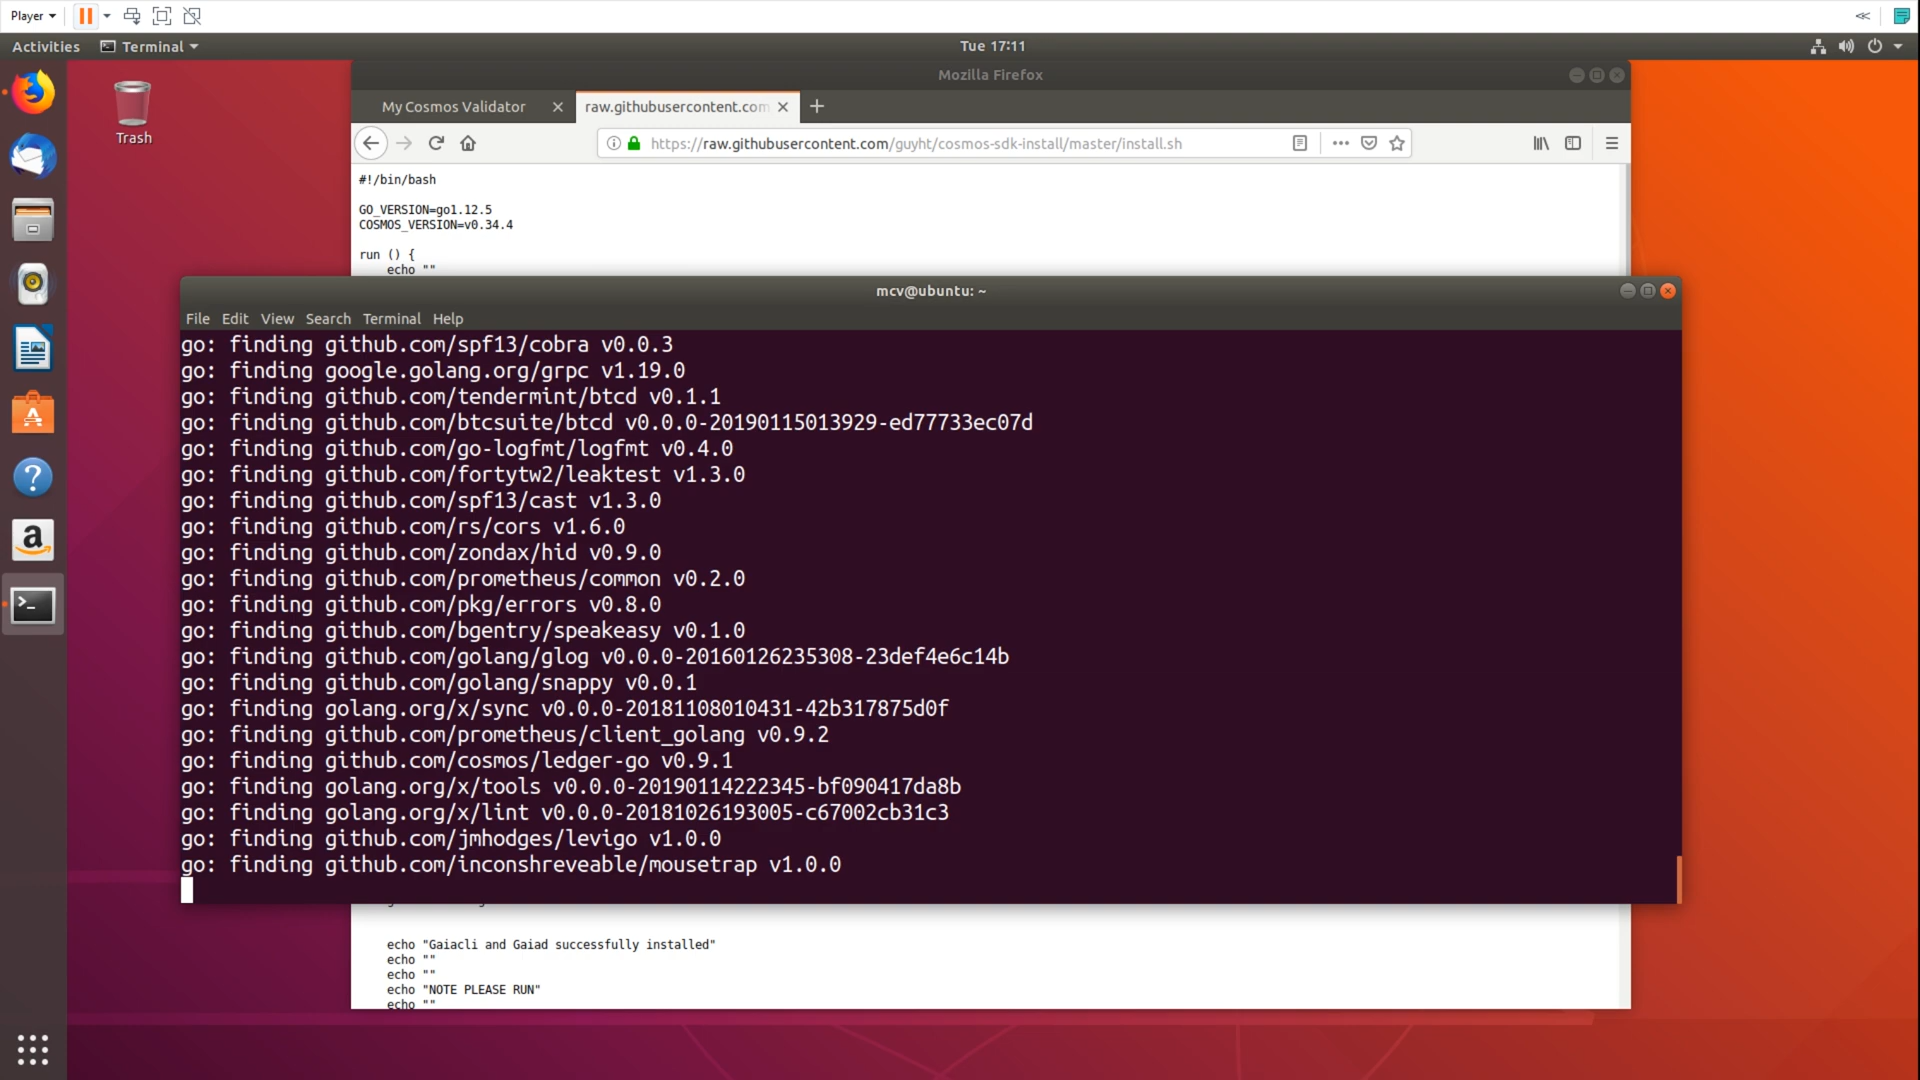 Player
Activities
Terminal
Tue 17:11
Trash
Mozilla Firefox
My Cosmos Validator
raw.githubusercontent.com
https://raw.githubusercontent.com/guyht/cosmos-sdk-install/master/install.sh
#!/bin/bash
GO_VERSION=go1.12.5
COSMOS_VERSION=v0.34.4
run () {
echo ""
mcv@ubuntu: ~
File Edit View Search Terminal Help
go: finding github.com/spf13/cobra v0.0.3
go: finding google.golang.org/grpc v1.19.0
go: finding github.com/tendermint/btcd v0.1.1
go: finding github.com/btcsuite/btcd v0.0.0-20190115013929-ed77733ec07d
go: finding github.com/go-logfmt/logfmt v0.4.0
go: finding github.com/fortytw2/leaktest v1.3.0
go: finding github.com/spf13/cast v1.3.0
go: finding github.com/rs/cors v1.6.0
go: finding github.com/zondax/hid v0.9.0
go: finding github.com/prometheus/common v0.2.0
go: finding github.com/pkg/errors v0.8.0
go: finding github.com/bgentry/speakeasy v0.1.0
go: finding github.com/golang/glog v0.0.0-20160126235308-23def4e6c14b
go: finding github.com/golang/snappy v0.0.1
go: finding golang.org/x/sync v0.0.0-20181108010431-42b317875d0f
go: finding github.com/prometheus/client_golang v0.9.2
go: finding github.com/cosmos/ledger-go v0.9.1
go: finding golang.org/x/tools v0.0.0-20190114222345-bf090417da8b
go: finding golang.org/x/lint v0.0.0-20181026193005-c67002cb31c3
go: finding github.com/jmhodges/levigo v1.0.0
go: finding github.com/inconshreveable/mousetrap v1.0.0
echo "Gaiacli and Gaiad successfully installed"
echo ""
echo ""
echo "NOTE PLEASE RUN"
echo ""